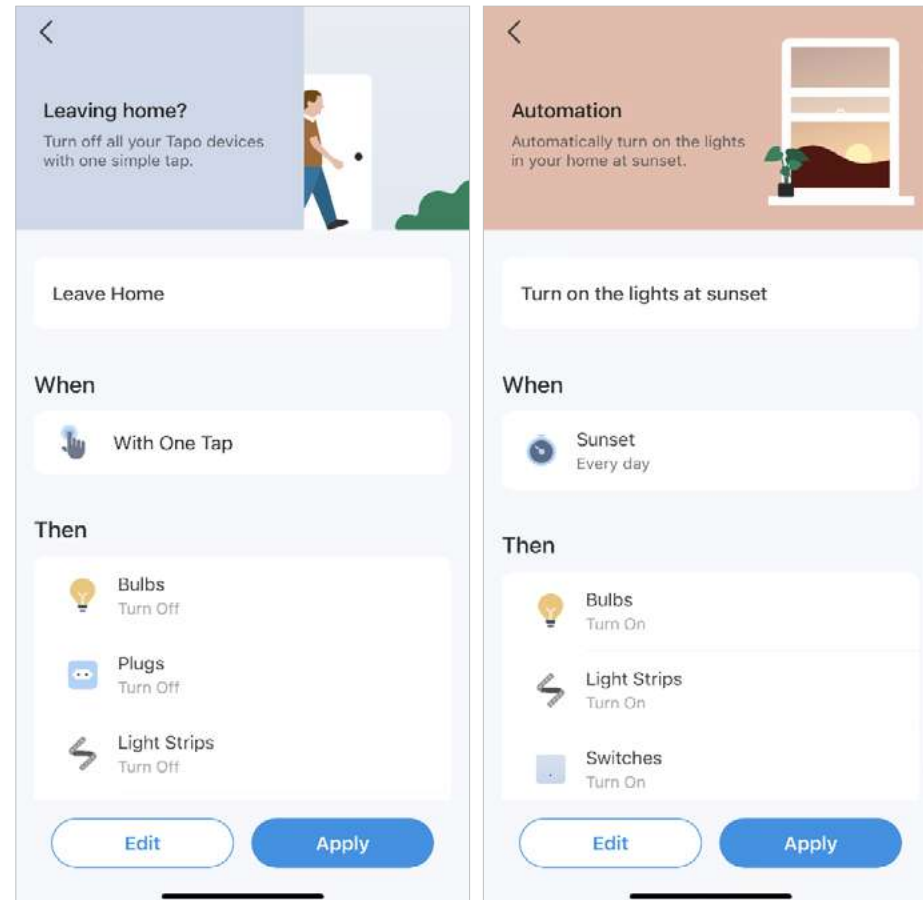 Leaving home?
Turn off all your Tapo devices
with one simple tap.
Leave Home
When
With One Tap
Then
Bulbs
Turn Off
Plugs
Turn Off
Light Strips
Turn Off
Edit
Apply
Automation
Automatically turn on the lights
in your home at sunset.
Turn on the lights at sunset
When
Sunset
Every day
Then
Bulbs
Turn On
Light Strips
Turn On
Switches
Turn On
Edit
Apply